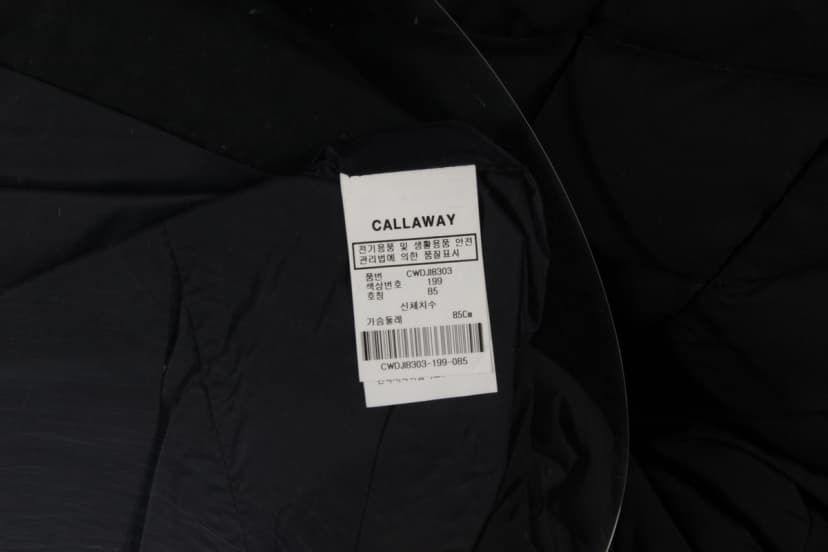 CALLAWAY
전기용품 및 생활용품 안전
관리법에 의한 품질표시
품번 CWDJI8303
색상번호 199
호칭 85
신체치수
가슴둘레 85Cm
CWDJI8303-199-085